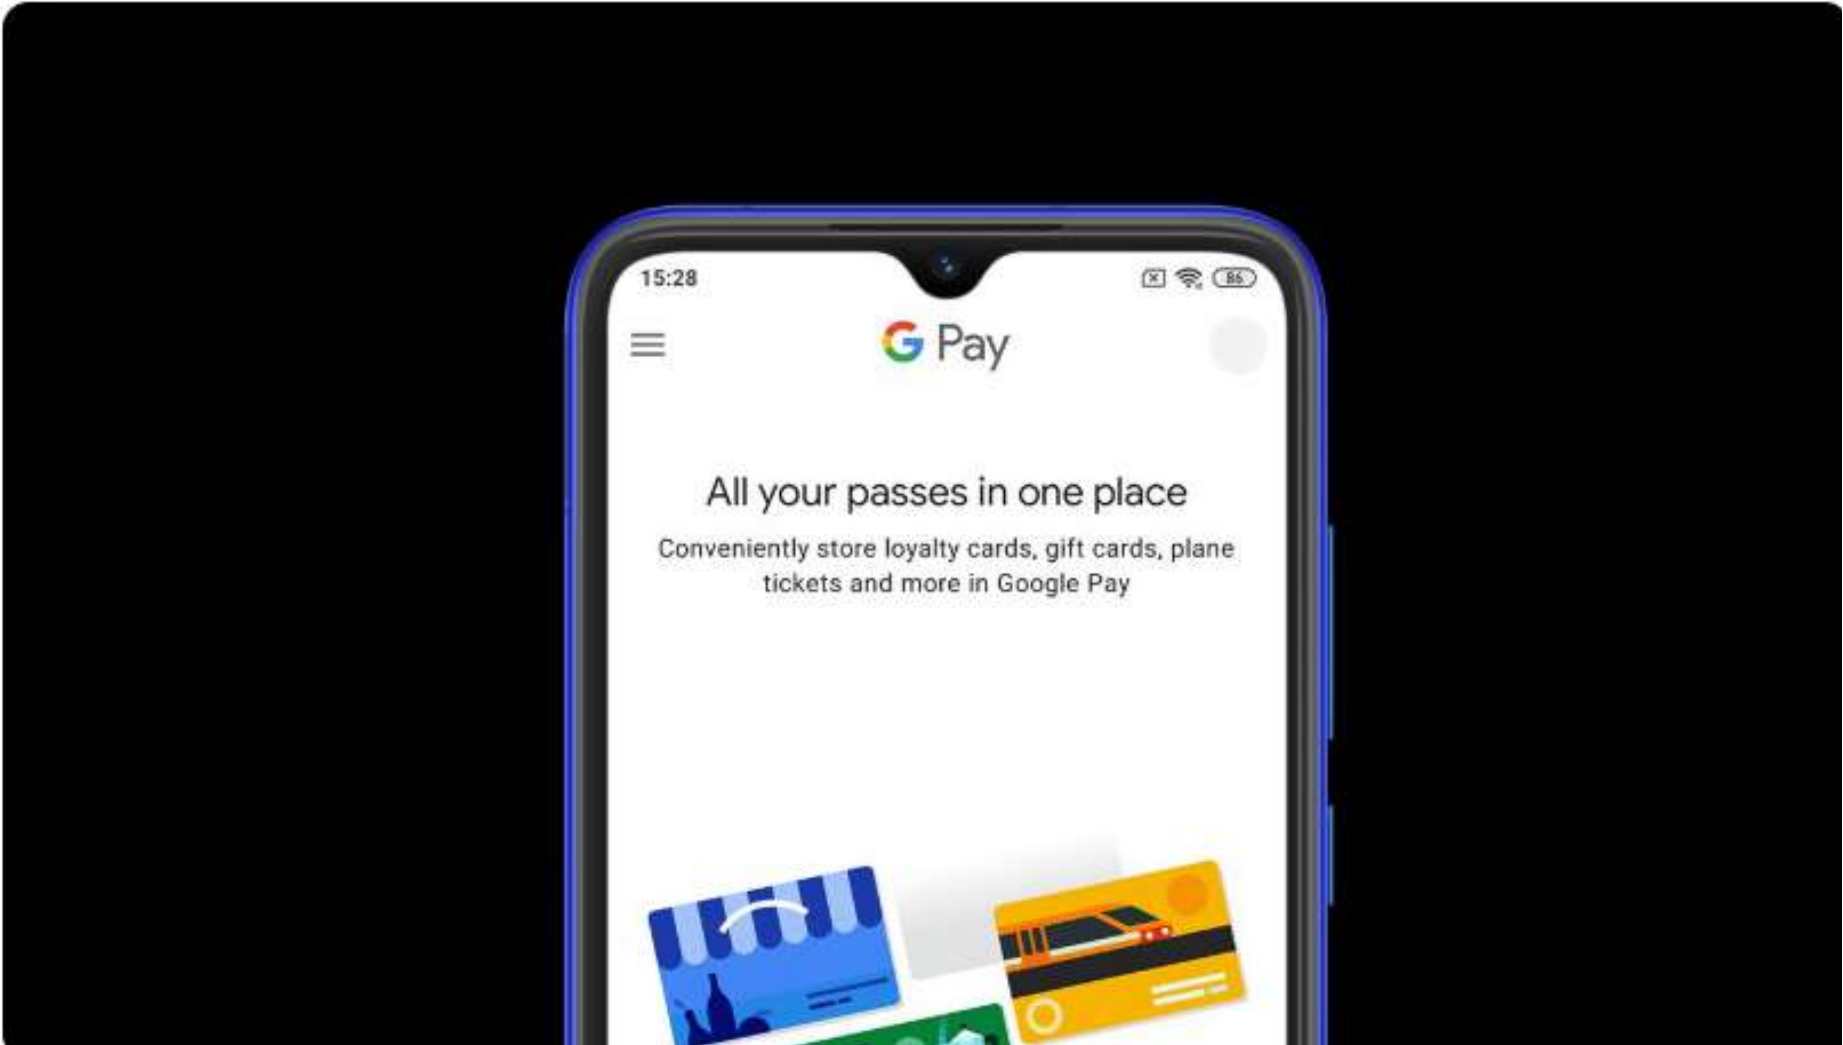 15:28
86
G Pay
All your passes in one place
Conveniently store loyalty cards, gift cards, plane
tickets and more in Google Pay